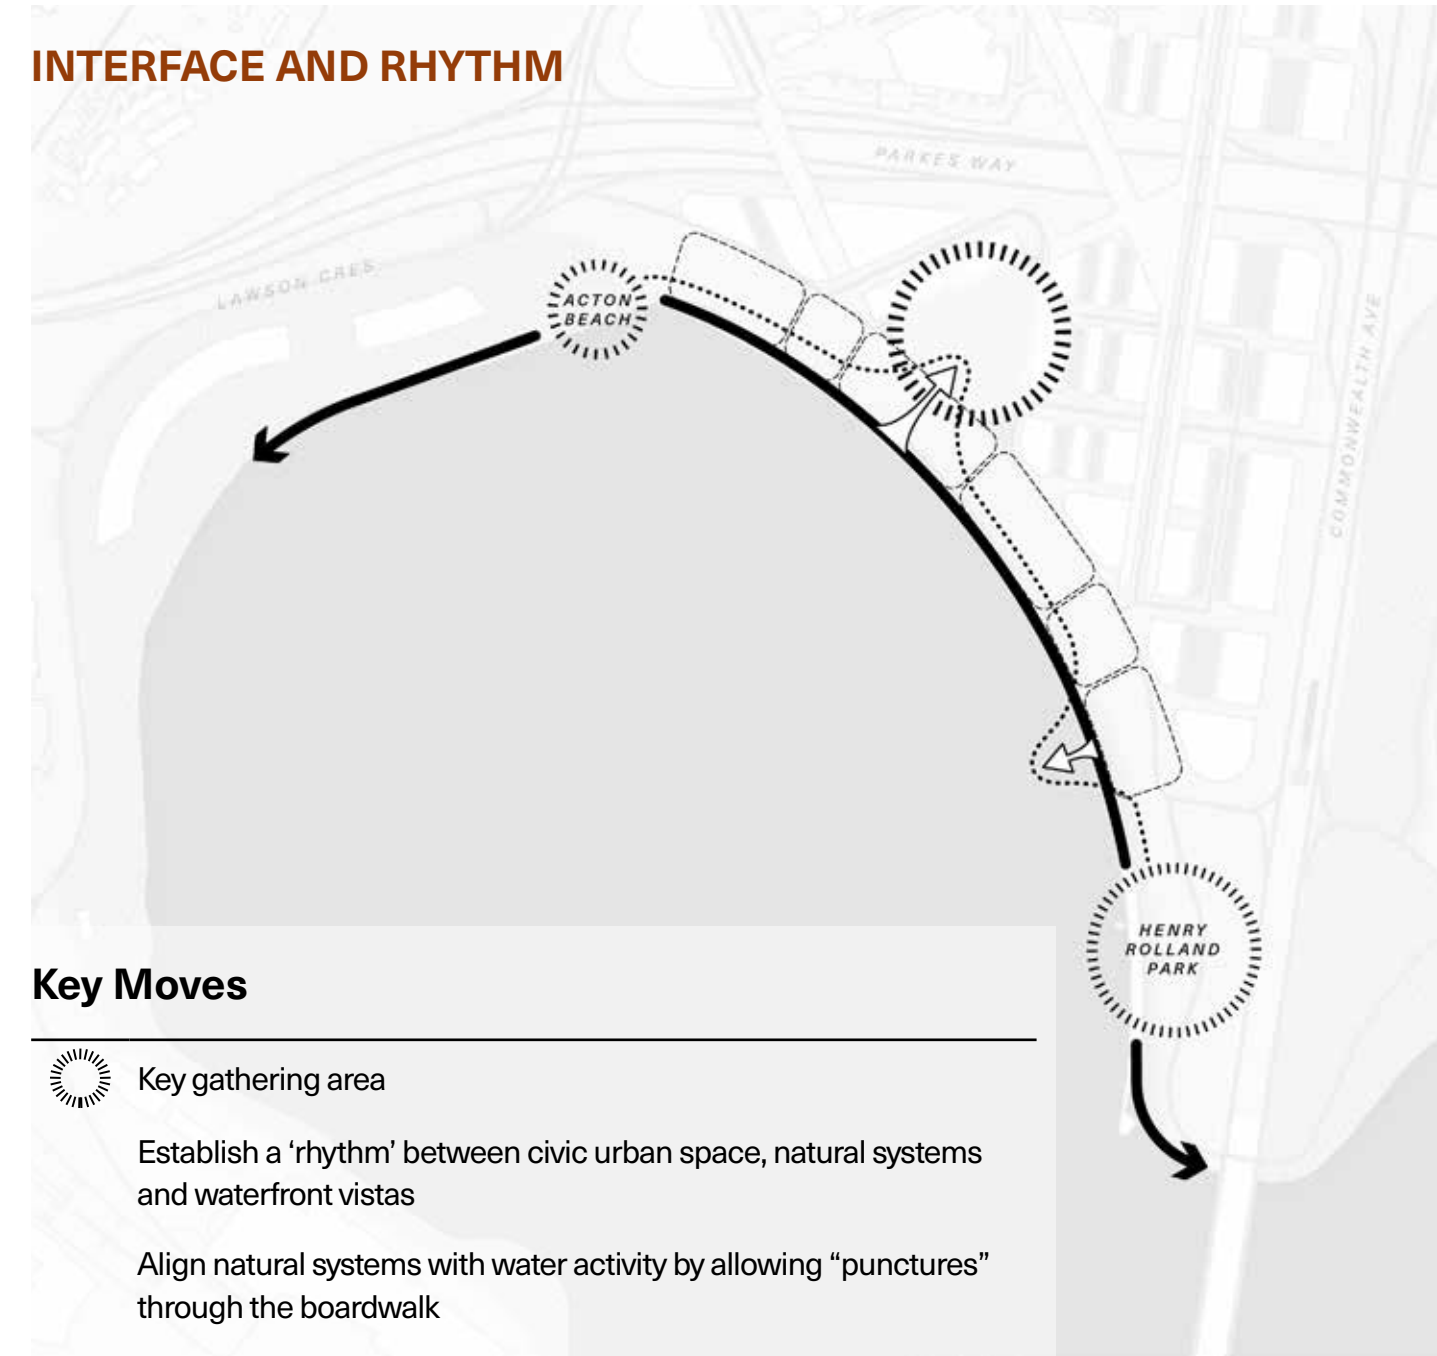 INTERFACE AND RHYTHM
PARKES WAY
LAWSON CRES
ACTON
BEACH
COMMONWEALTH AVE
HENRY
ROLLAND
PARK
Key Moves
Key gathering area
Establish a ‘rhythm’ between civic urban space, natural systems
and waterfront vistas
Align natural systems with water activity by allowing “punctures”
through the boardwalk